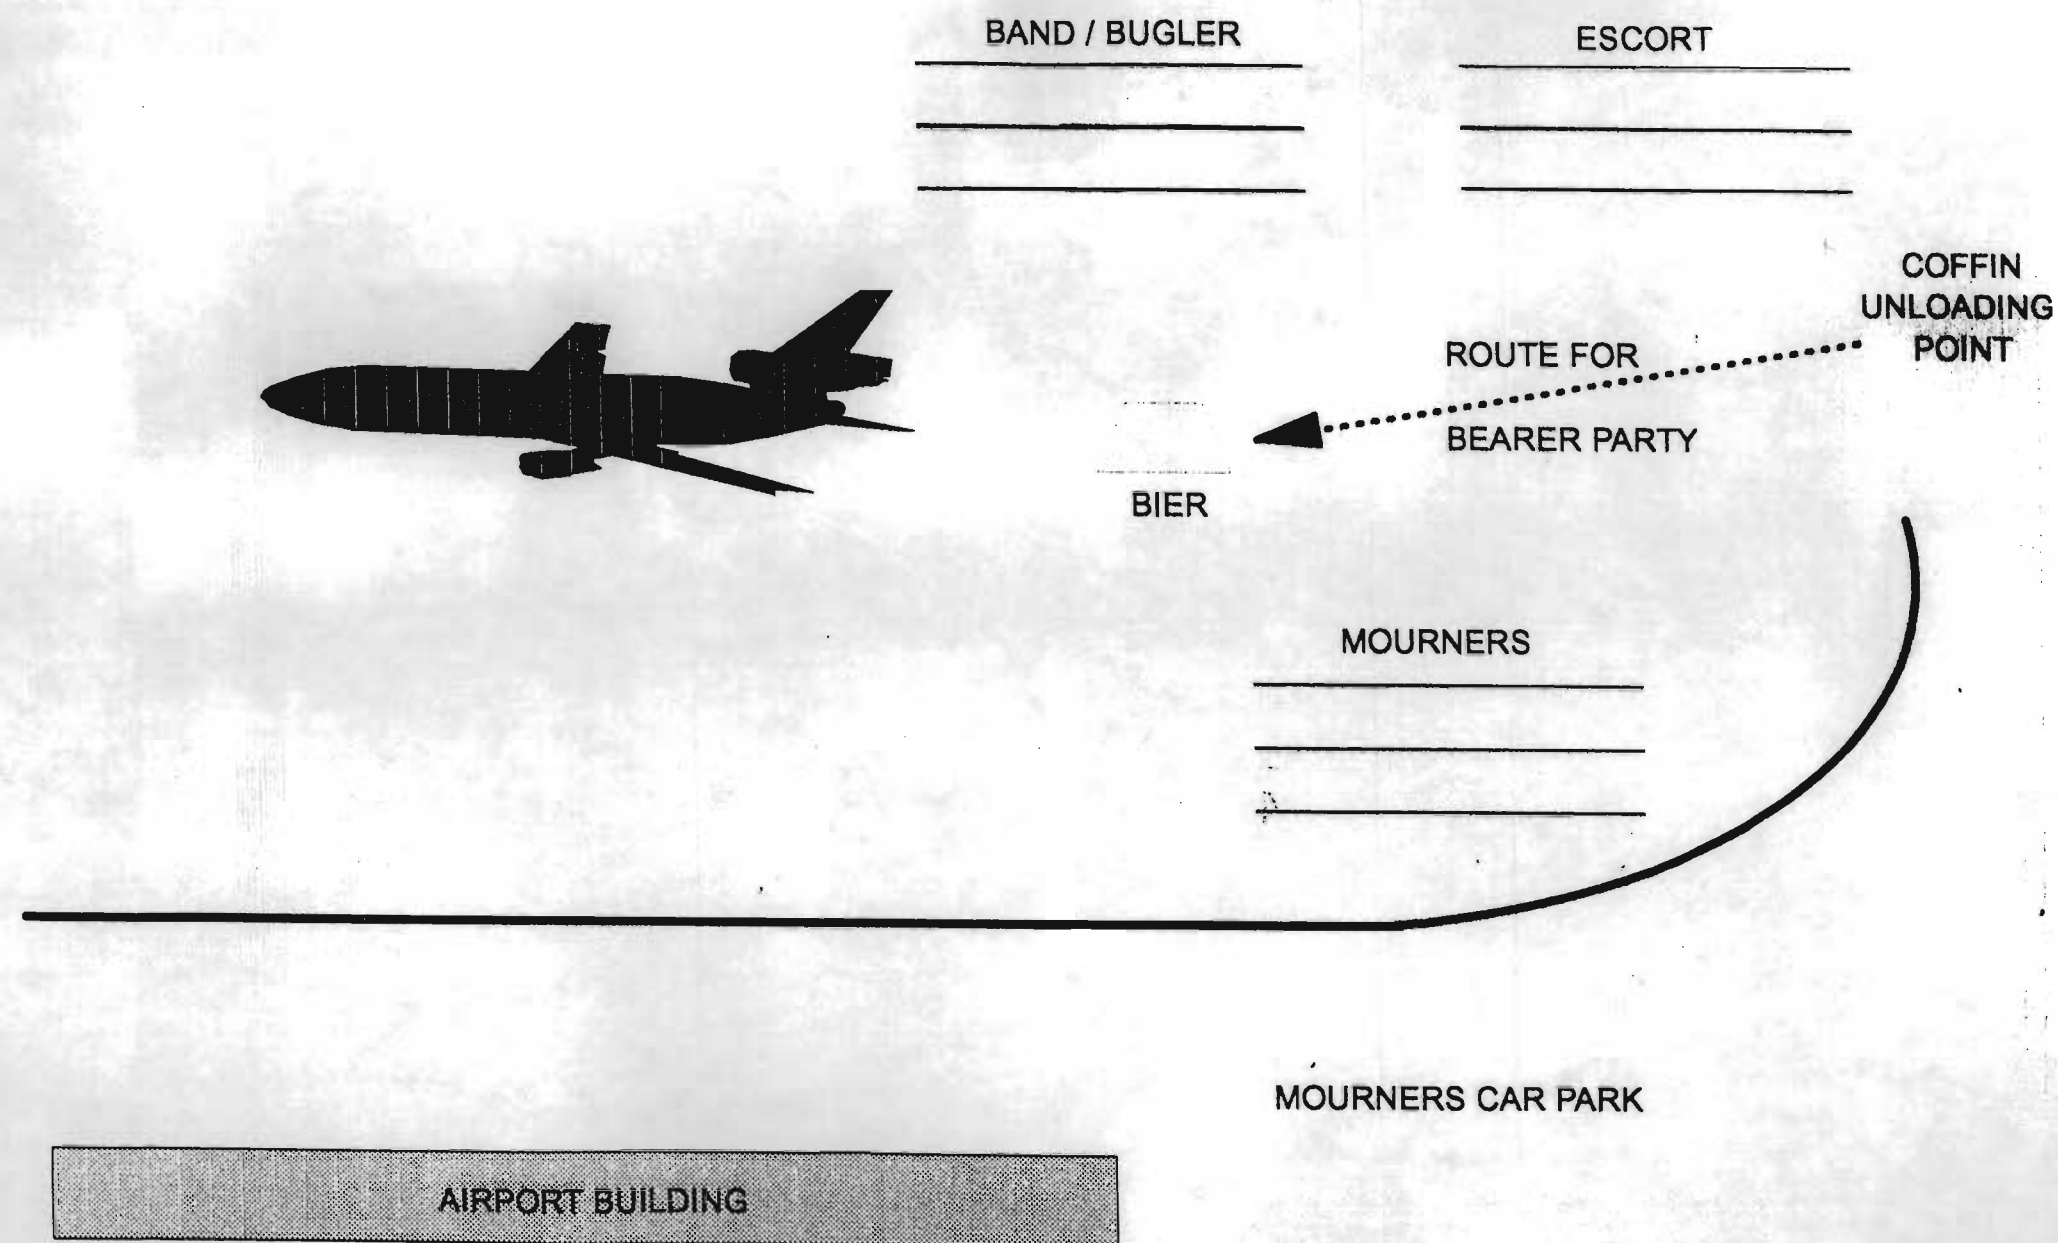 BAND / BUGLER
ESCORT
COFFIN
UNLOADING
POINT
ROUTE FOR
BEARER PARTY
BIER
MOURNERS
MOURNERS CAR PARK
AIRPORT BUILDING